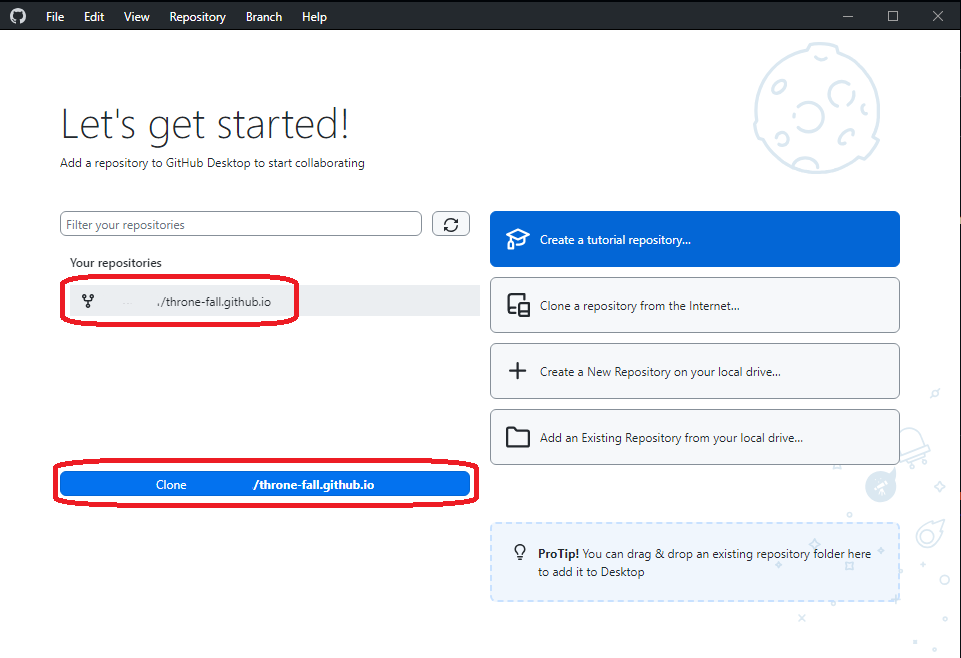 File Edit View Repository Branch Help
Let's get started!
Add a repository to GitHub Desktop to start collaborating
Filter your repositories
Your repositories
./throne-fall.github.io
Clone /throne-fall.github.io
Create a tutorial repository...
Clone a repository from the Internet...
Create a New Repository on your local drive...
Add an Existing Repository from your local drive...
ProTip! You can drag & drop an existing repository folder here
to add it to Desktop